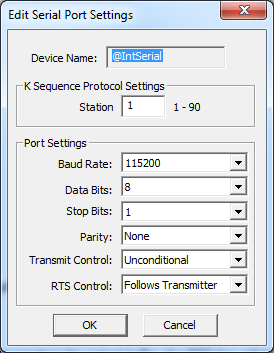 Edit Serial Port Settings
Device Name: @IntSerial
K Sequence Protocol Settings
Station 1 1 - 90
Port Settings
Baud Rate: 115200
Data Bits: 8
Stop Bits: 1
Parity: None
Transmit Control: Unconditional
RTS Control: Follows Transmitter
OK Cancel